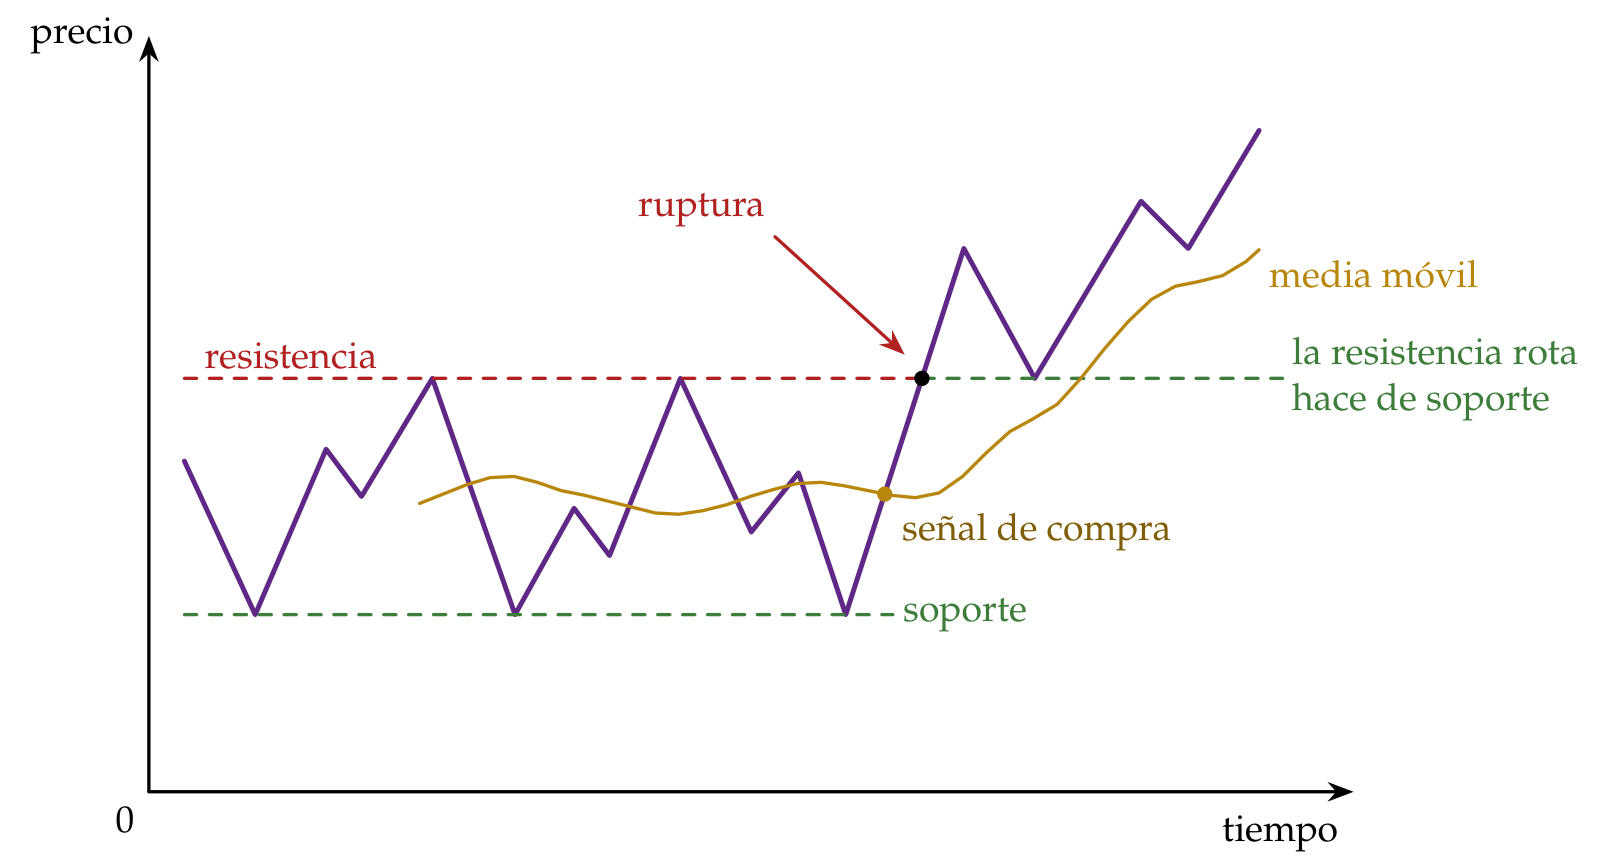 precio
ruptura
media móvil
resistencia
la resistencia rota
hace de soporte
señal de compra
soporte
0
tiempo